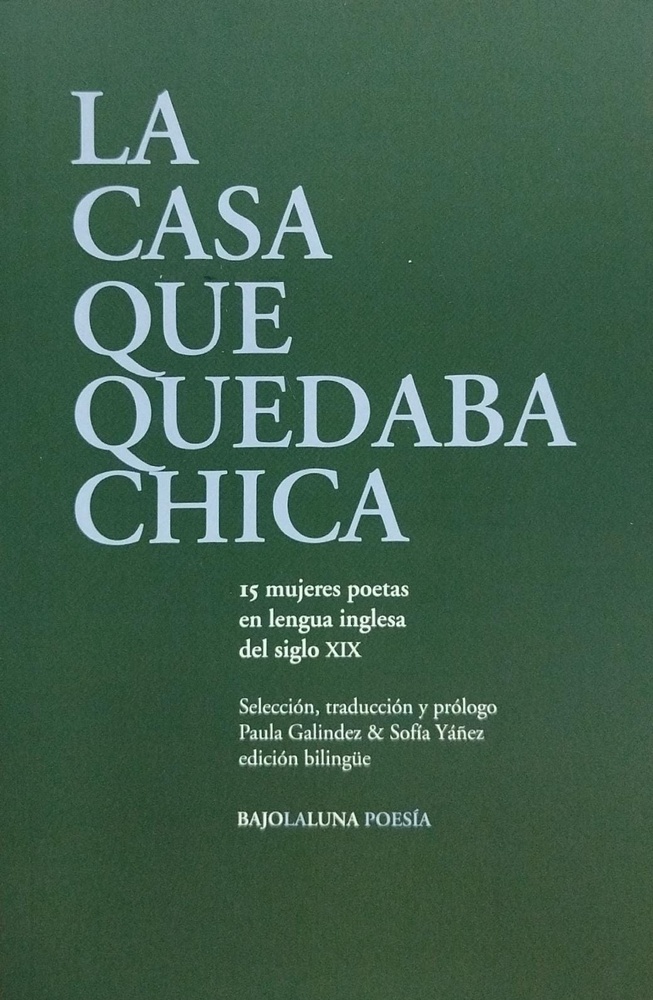 LA
CASA
QUE
QUEDABA
CHICA
15 mujeres poetas
en lengua inglesa
del siglo XIX
Selección, traducción y prólogo
Paula Galindez & Sofía Yáñez
edición bilingüe
BAJOLALUNA POESÍA